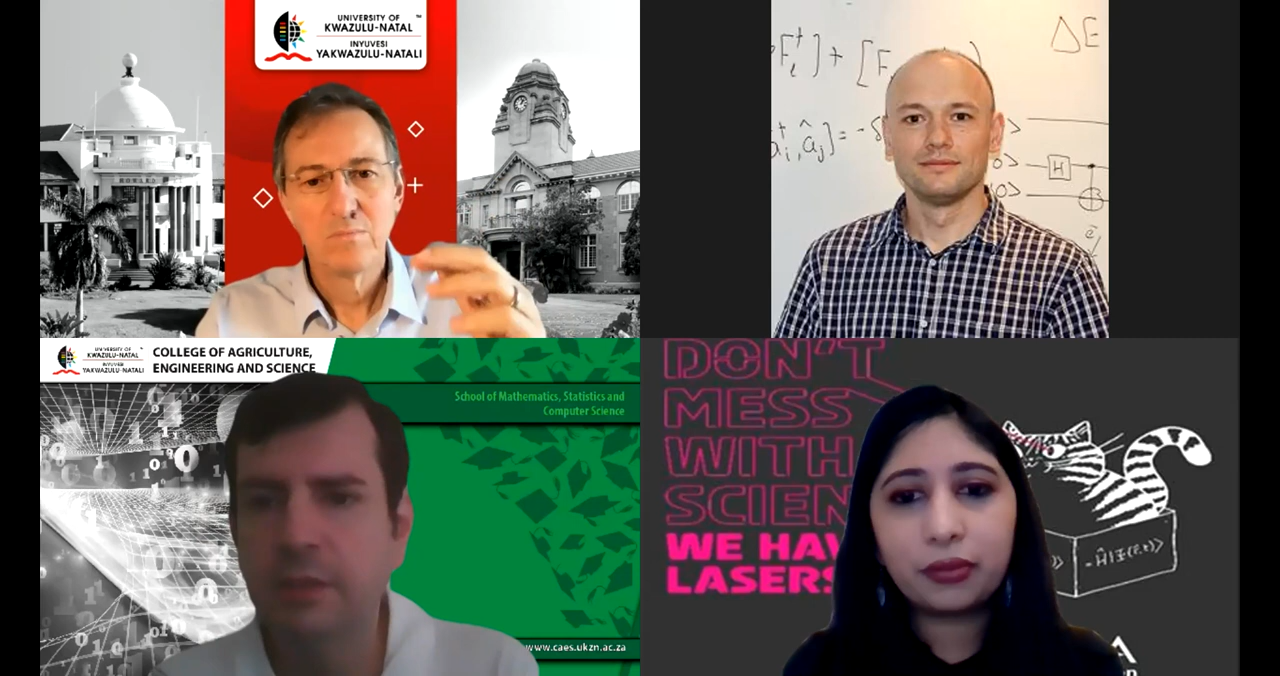 UNIVERSITY OF ™
KWAZULU-NATAL
INYUVESI
YAKWAZULU-NATALI
ΔE
H
UNIVERSITY OF
KWAZULU-NATAL
INYUVESI
YAKWAZULU-NATALI
COLLEGE OF AGRICULTURE,
ENGINEERING AND SCIENCE
School of Mathematics, Statistics and
Computer Science
www.caes.ukzn.ac.za
DON'T
MESS
WITH
SCIEN
WE HAV
LASERS